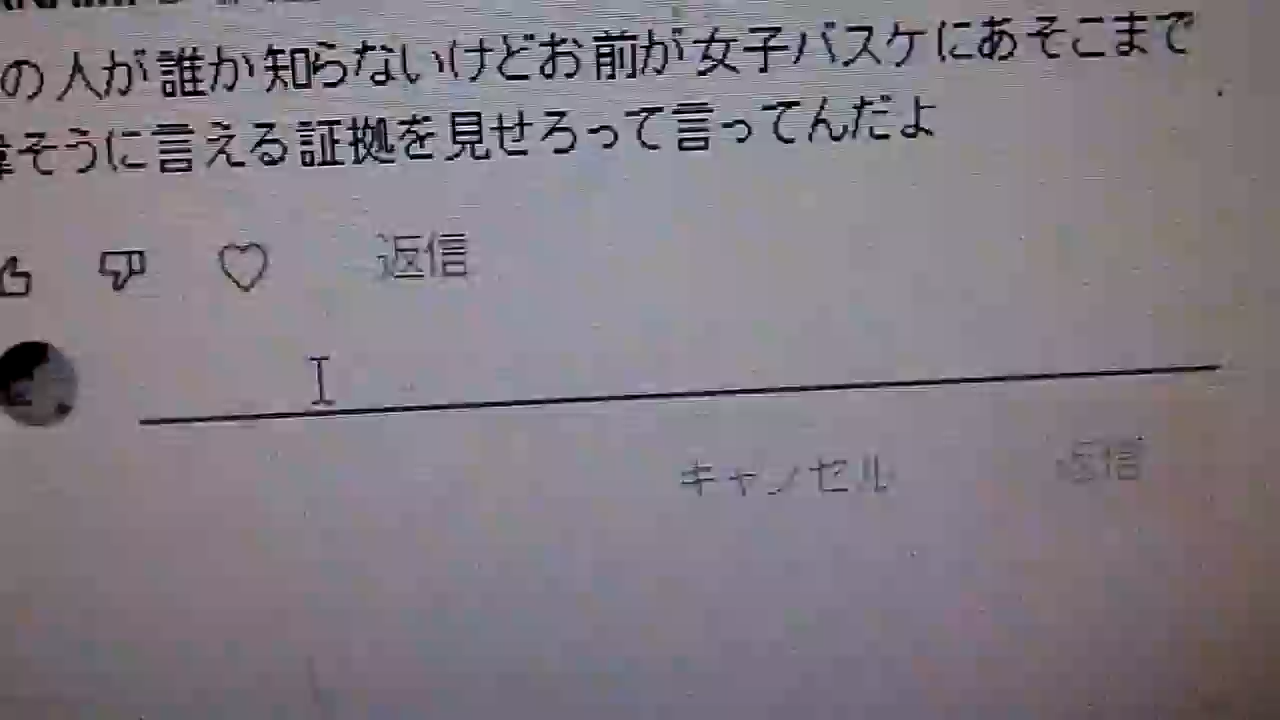 の人が誰か知らないけどお前が女子バスケにあそこまで
そうに言える証拠を見せろって言ってんだよ
返信
キャンセル 返信